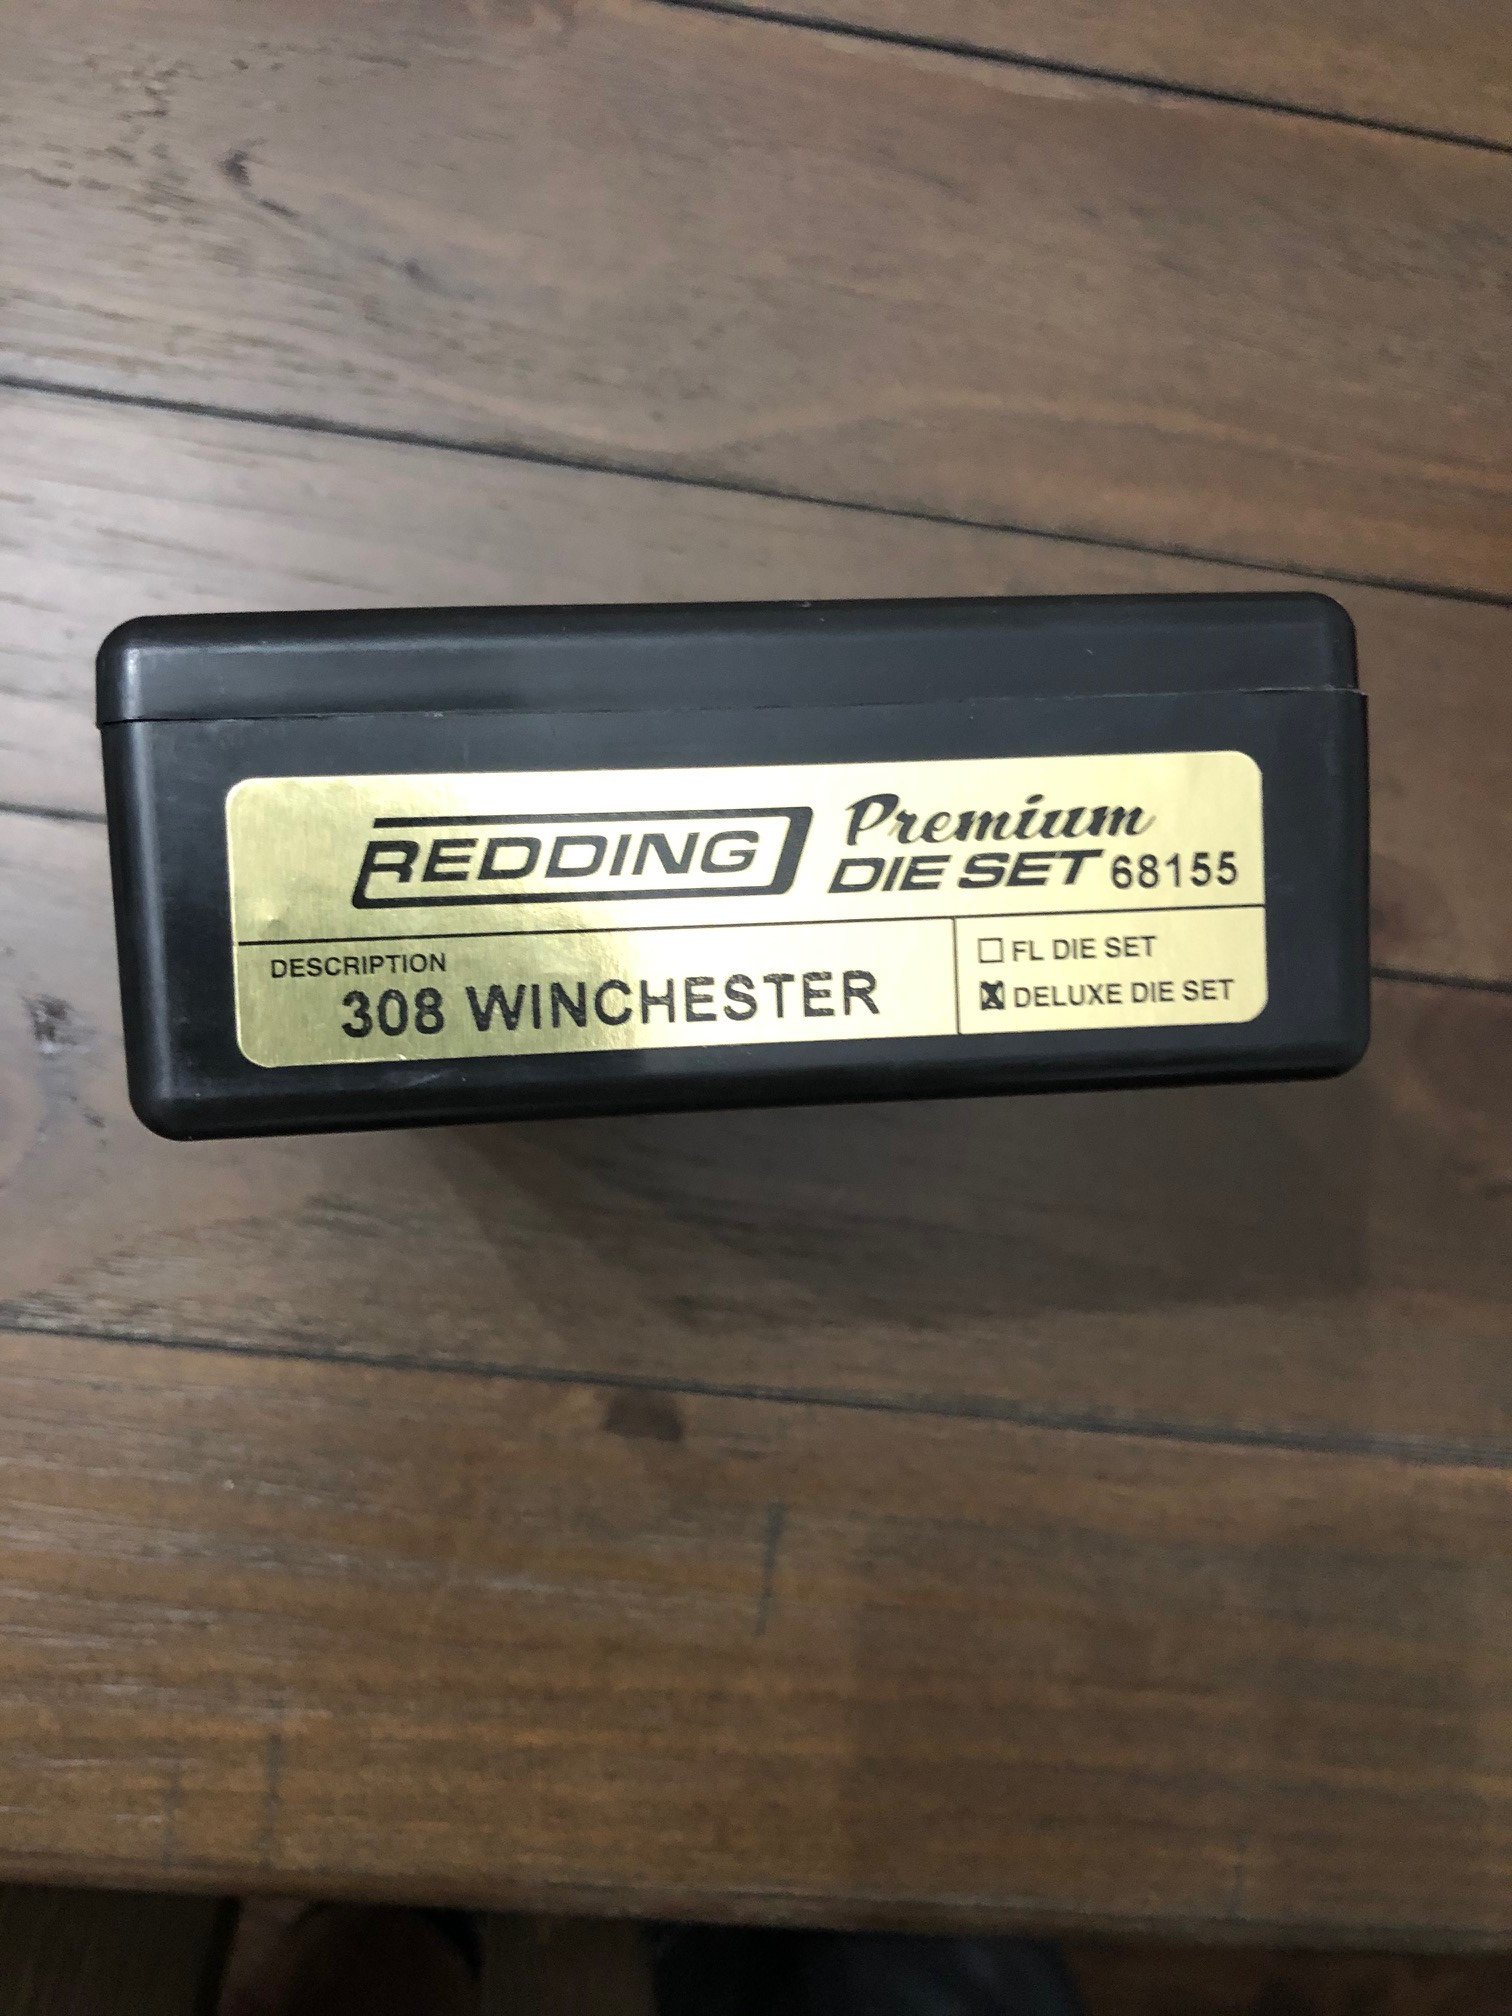 REDDING Premium
DIE SET 68155
DESCRIPTION
308 WINCHESTER
FL DIE SET
DELUXE DIE SET